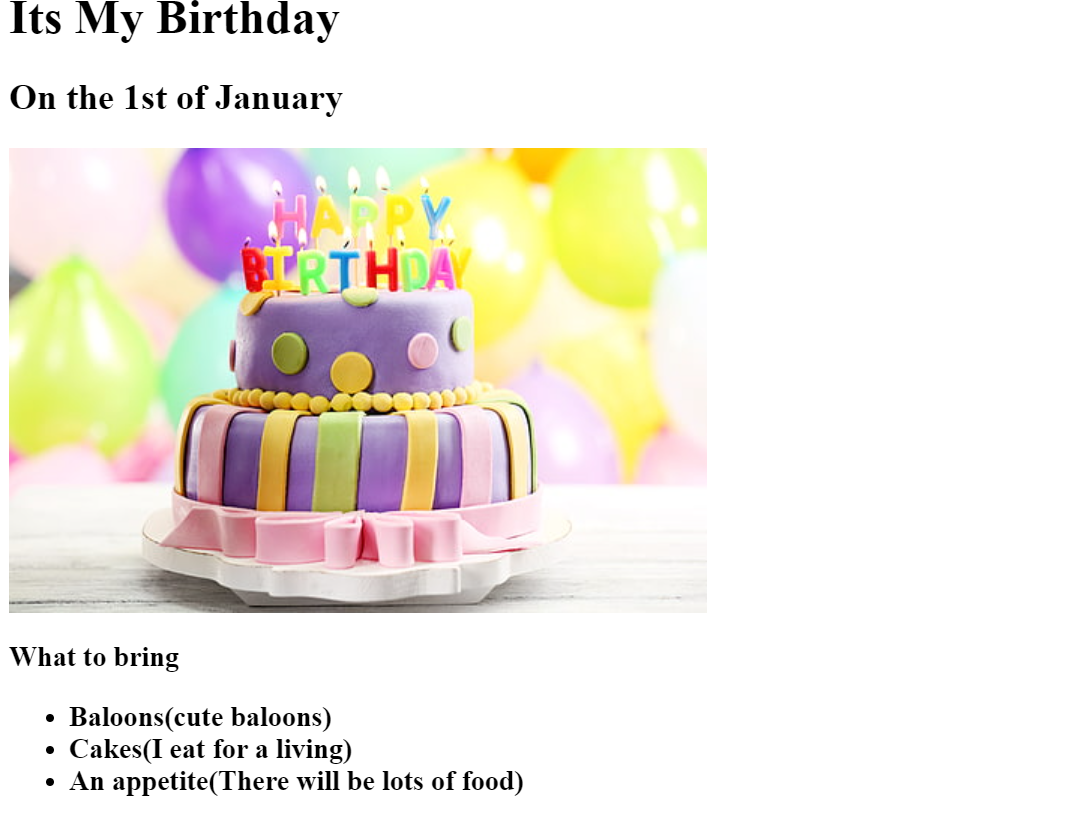 Its My Birthday
On the 1st of January
HAPPY
BIRTHDAY
What to bring
Baloons(cute baloons)
Cakes(I eat for a living)
An appetite(There will be lots of food)